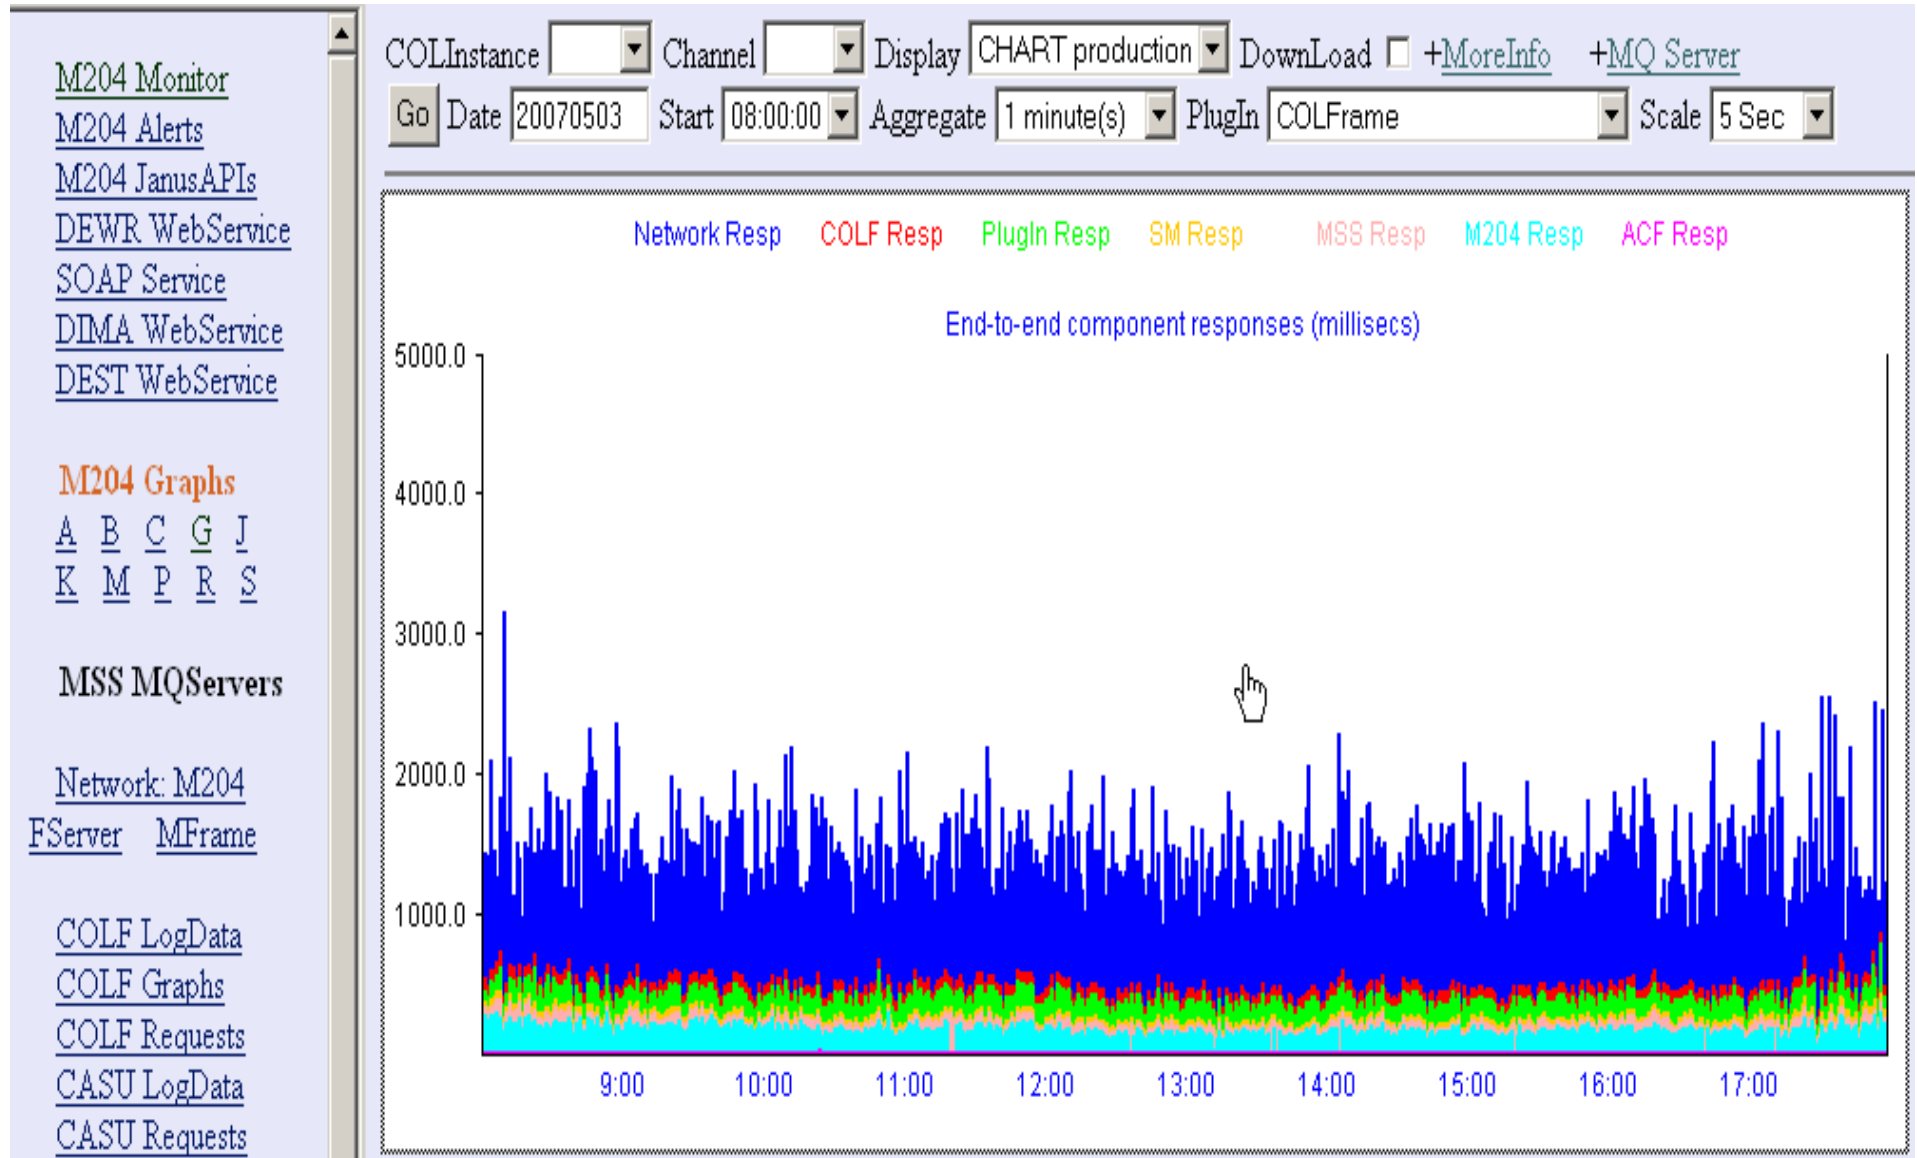 M204 Monitor
M204 Alerts
M204 JanusAPIs
DEWR WebService
SOAP Service
DIMA WebService
DEST WebService
M204 Graphs
A B C G J
K M P R S
MSS MQServers
Network: M204
FServer MFrame
COLF LogData
COLF Graphs
COLF Requests
CASU LogData
CASU Requests
COLInstance Channel Display CHART production DownLoad +MoreInfo +MQ Server
Go Date 20070503 Start 08:00:00 Aggregate 1 minute(s) PlugIn COLFrame Scale 5 Sec
Network Resp COLF Resp PlugIn Resp SM Resp MSS Resp M204 Resp ACF Resp
End-to-end component responses (millisecs)
5000.0
4000.0
3000.0
2000.0
1000.0
9:00 10:00 11:00 12:00 13:00 14:00 15:00 16:00 17:00